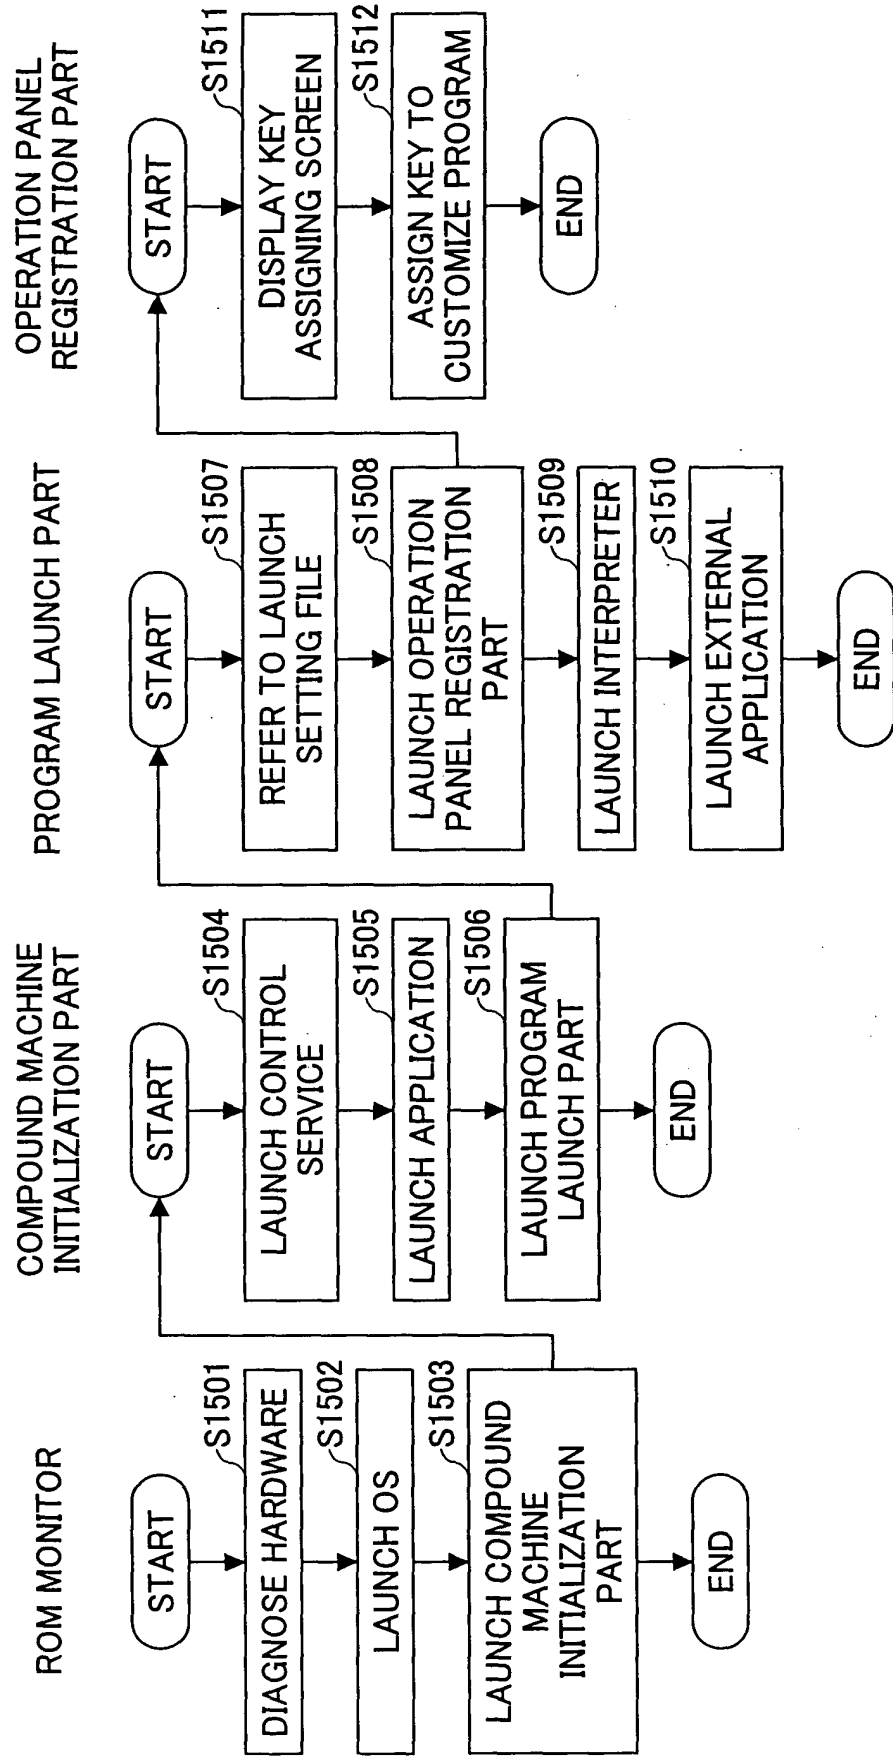 ROM MONITOR
START
S1501
DIAGNOSE HARDWARE
S1502
LAUNCH OS
S1503
LAUNCH COMPOUND
MACHINE
INITIALIZATION
PART
END
COMPOUND MACHINE
INITIALIZATION PART
START
S1504
LAUNCH CONTROL
SERVICE
S1505
LAUNCH APPLICATION
S1506
LAUNCH PROGRAM
LAUNCH PART
END
PROGRAM LAUNCH PART
START
S1507
REFER TO LAUNCH
SETTING FILE
S1508
LAUNCH OPERATION
PANEL REGISTRATION
PART
S1509
LAUNCH INTERPRETER
S1510
LAUNCH EXTERNAL
APPLICATION
END
OPERATION PANEL
REGISTRATION PART
START
S1511
DISPLAY KEY
ASSIGNING SCREEN
S1512
ASSIGN KEY TO
CUSTOMIZE PROGRAM
END